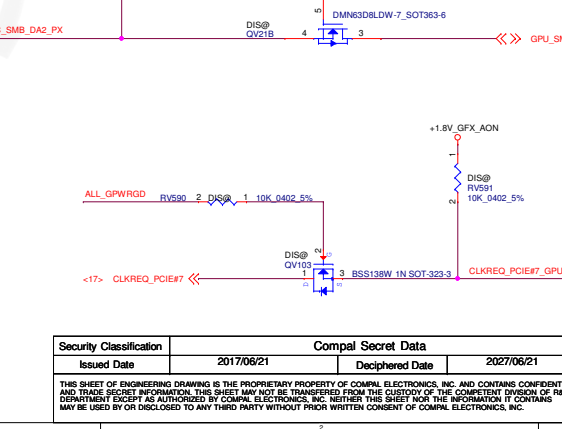 5
DMN63D8LDW-7_SOT363-6
_SMB_DA2_PX
DIS@
QV21B
4
3
GPU_SM
+1.8V_GFX_AON
1
DIS@
RV591
10K_0402_5%
2
ALL_GPWRGD
RV590 2 DIS@ 1 10K_0402_5%
DIS@
QV103
2
G
1
3
BSS138W 1N SOT-323-3
CLKREQ_PCIE#7_GPU
<17> CLKREQ_PCIE#7
D
S
Security Classification
Compal Secret Data
Issued Date
2017/06/21
Deciphered Date
2027/06/21
THIS SHEET OF ENGINEERING DRAWING IS THE PROPRIETARY PROPERTY OF COMPAL ELECTRONICS, INC. AND CONTAINS CONFIDENT
AND TRADE SECRET INFORMATION. THIS SHEET MAY NOT BE TRANSFERED FROM THE CUSTODY OF THE COMPETENT DIVISION OF R&
DEPARTMENT EXCEPT AS AUTHORIZED BY COMPAL ELECTRONICS, INC. NEITHER THIS SHEET NOR THE INFORMATION IT CONTAINS
MAY BE USED BY OR DISCLOSED TO ANY THIRD PARTY WITHOUT PRIOR WRITTEN CONSENT OF COMPAL ELECTRONICS, INC.
2